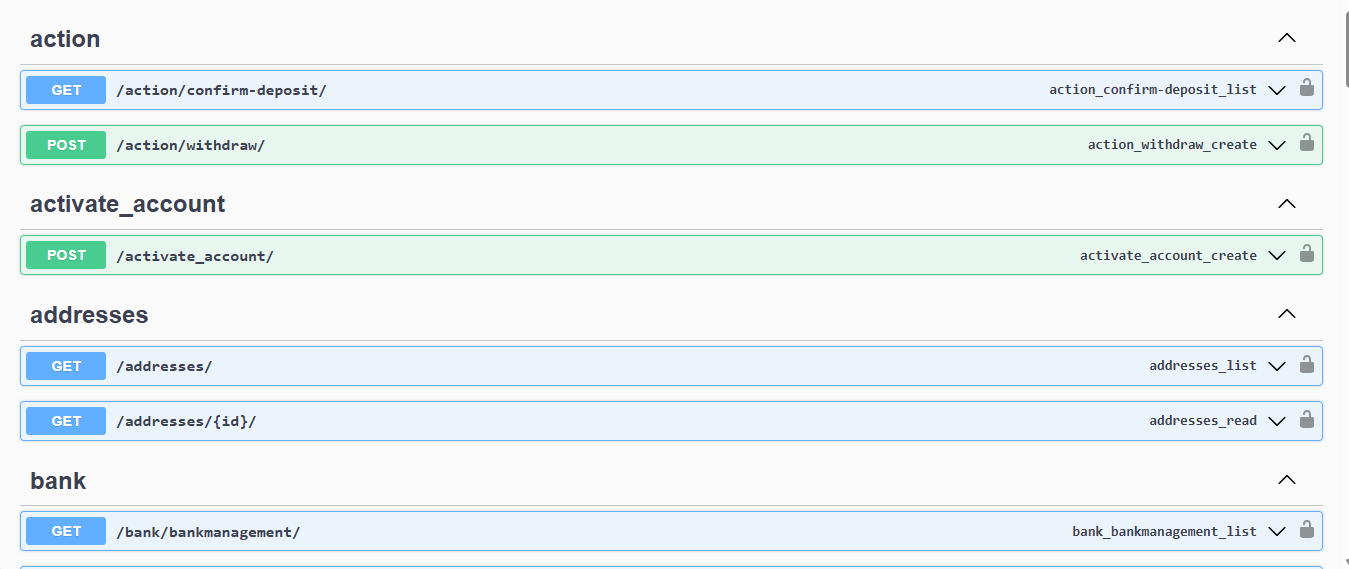 action
GET /action/confirm-deposit/ action_confirm-deposit_list
POST /action/withdraw/ action_withdraw_create
activate_account
POST /activate_account/ activate_account_create
addresses
GET /addresses/ addresses_list
GET /addresses/{id}/ addresses_read
bank
GET /bank/bankmanagement/ bank_bankmanagement_list